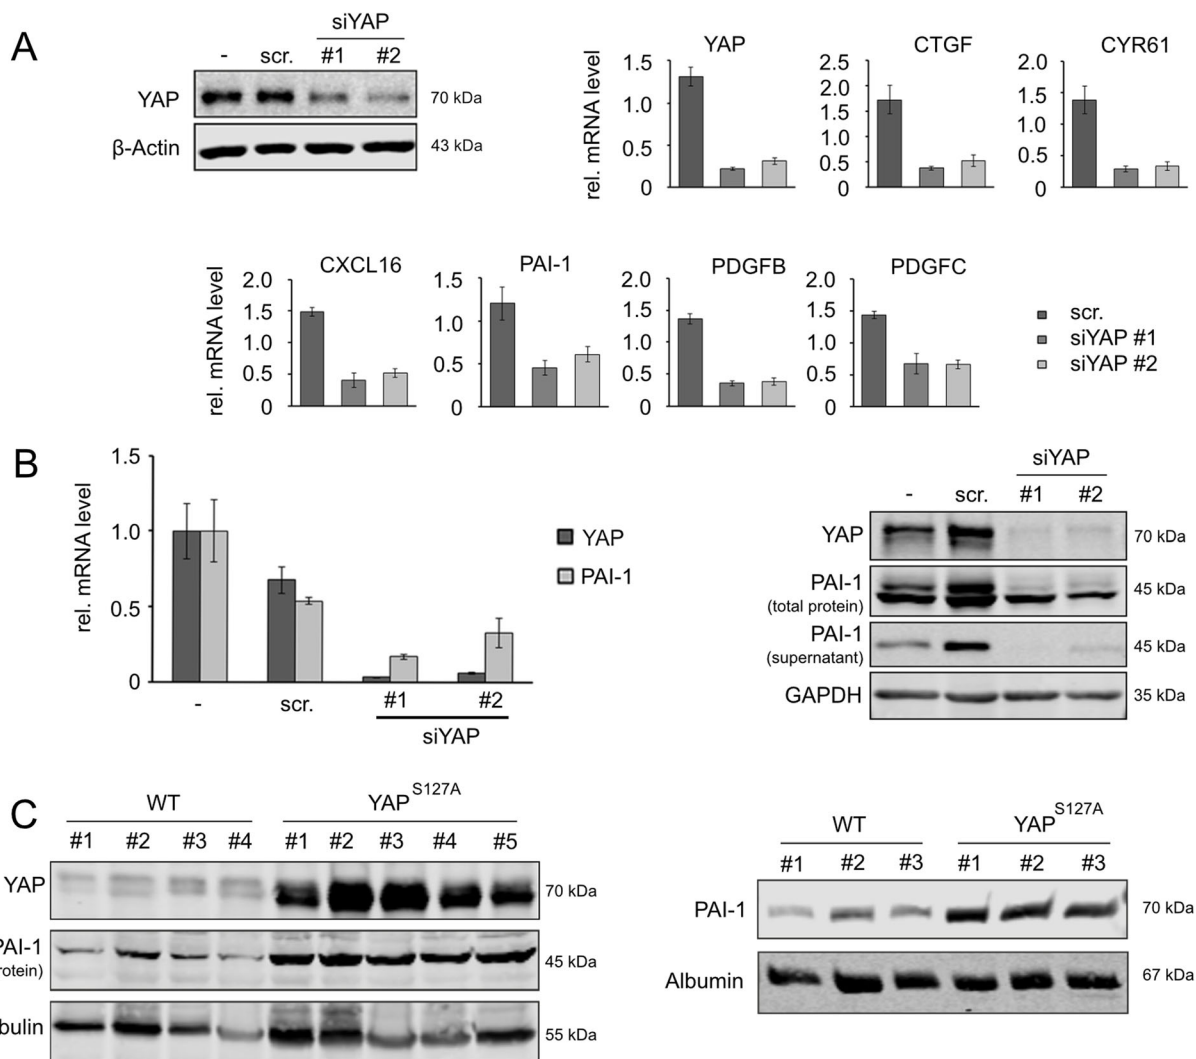 A
siYAP
- scr. #1 #2
YAP 70 kDa
β-Actin 43 kDa
YAP
rel. mRNA level
1.5
1.0
0.5
0
CTGF
2.5
2.0
1.5
1.0
0.5
0
CYR61
2.0
1.5
1.0
0.5
0
CXCL16
rel. mRNA level
2.0
1.5
1.0
0.5
0
PAI-1
1.5
1.0
0.5
0
PDGFB
2.0
1.5
1.0
0.5
0
PDGFC
2.0
1.5
1.0
0.5
0
scr.
siYAP #1
siYAP #2
B
rel. mRNA level
1.5
1.0
0.5
0
- scr. #1 #2
siYAP
YAP
PAI-1
siYAP
- scr. #1 #2
YAP 70 kDa
PAI-1 45 kDa
(total protein)
PAI-1 45 kDa
(supernatant)
GAPDH 35 kDa
C
WT YAP S127A
#1 #2 #3 #4 #1 #2 #3 #4 #5
YAP 70 kDa
PAI-1 45 kDa
rotein)
bulin 55 kDa
WT YAP S127A
#1 #2 #3 #1 #2 #3
PAI-1 70 kDa
Albumin 67 kDa